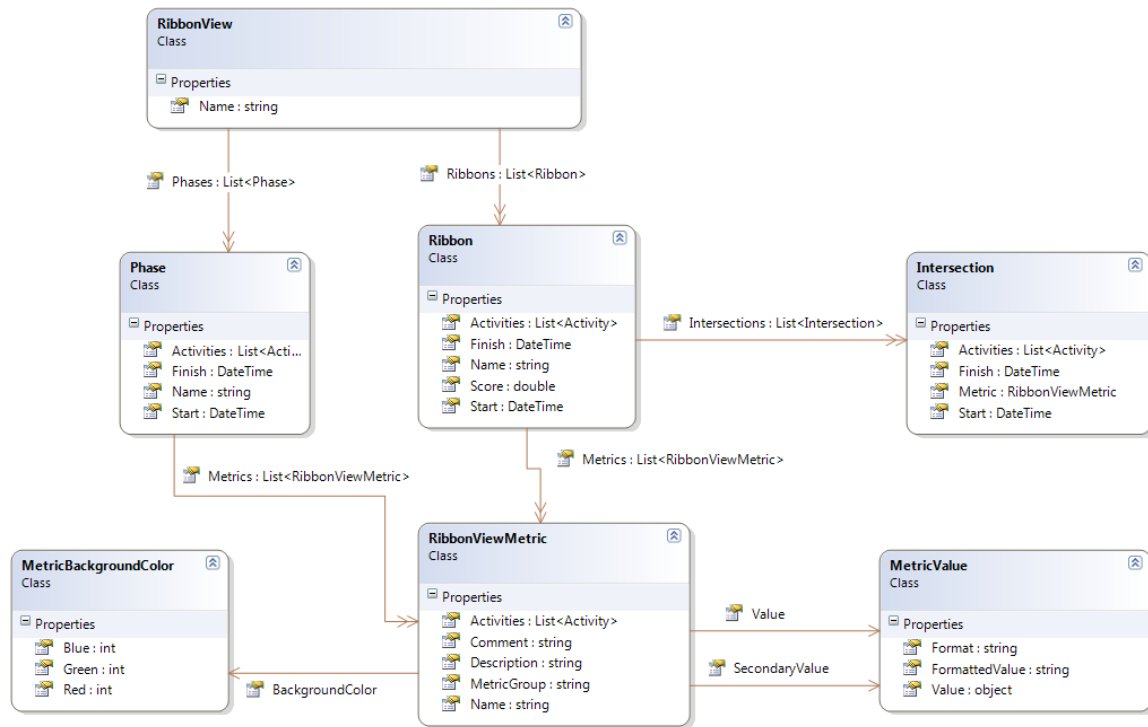 RibbonView
Class
Properties
Name : string
Phases : List<Phase>
Ribbons : List<Ribbon>
Phase
Class
Properties
Activities : List<Acti...
Finish : DateTime
Name : string
Start : DateTime
Ribbon
Class
Properties
Activities : List<Activity>
Finish : DateTime
Name : string
Score : double
Start : DateTime
Intersections : List<Intersection>
Intersection
Class
Properties
Activities : List<Activity>
Finish : DateTime
Metric : RibbonViewMetric
Start : DateTime
Metrics : List<RibbonViewMetric>
Metrics : List<RibbonViewMetric>
MetricBackgroundColor
Class
Properties
Blue : int
Green : int
Red : int
BackgroundColor
RibbonViewMetric
Class
Properties
Activities : List<Activity>
Comment : string
Description : string
MetricGroup : string
Name : string
Value
SecondaryValue
MetricValue
Class
Properties
Format : string
FormattedValue : string
Value : object